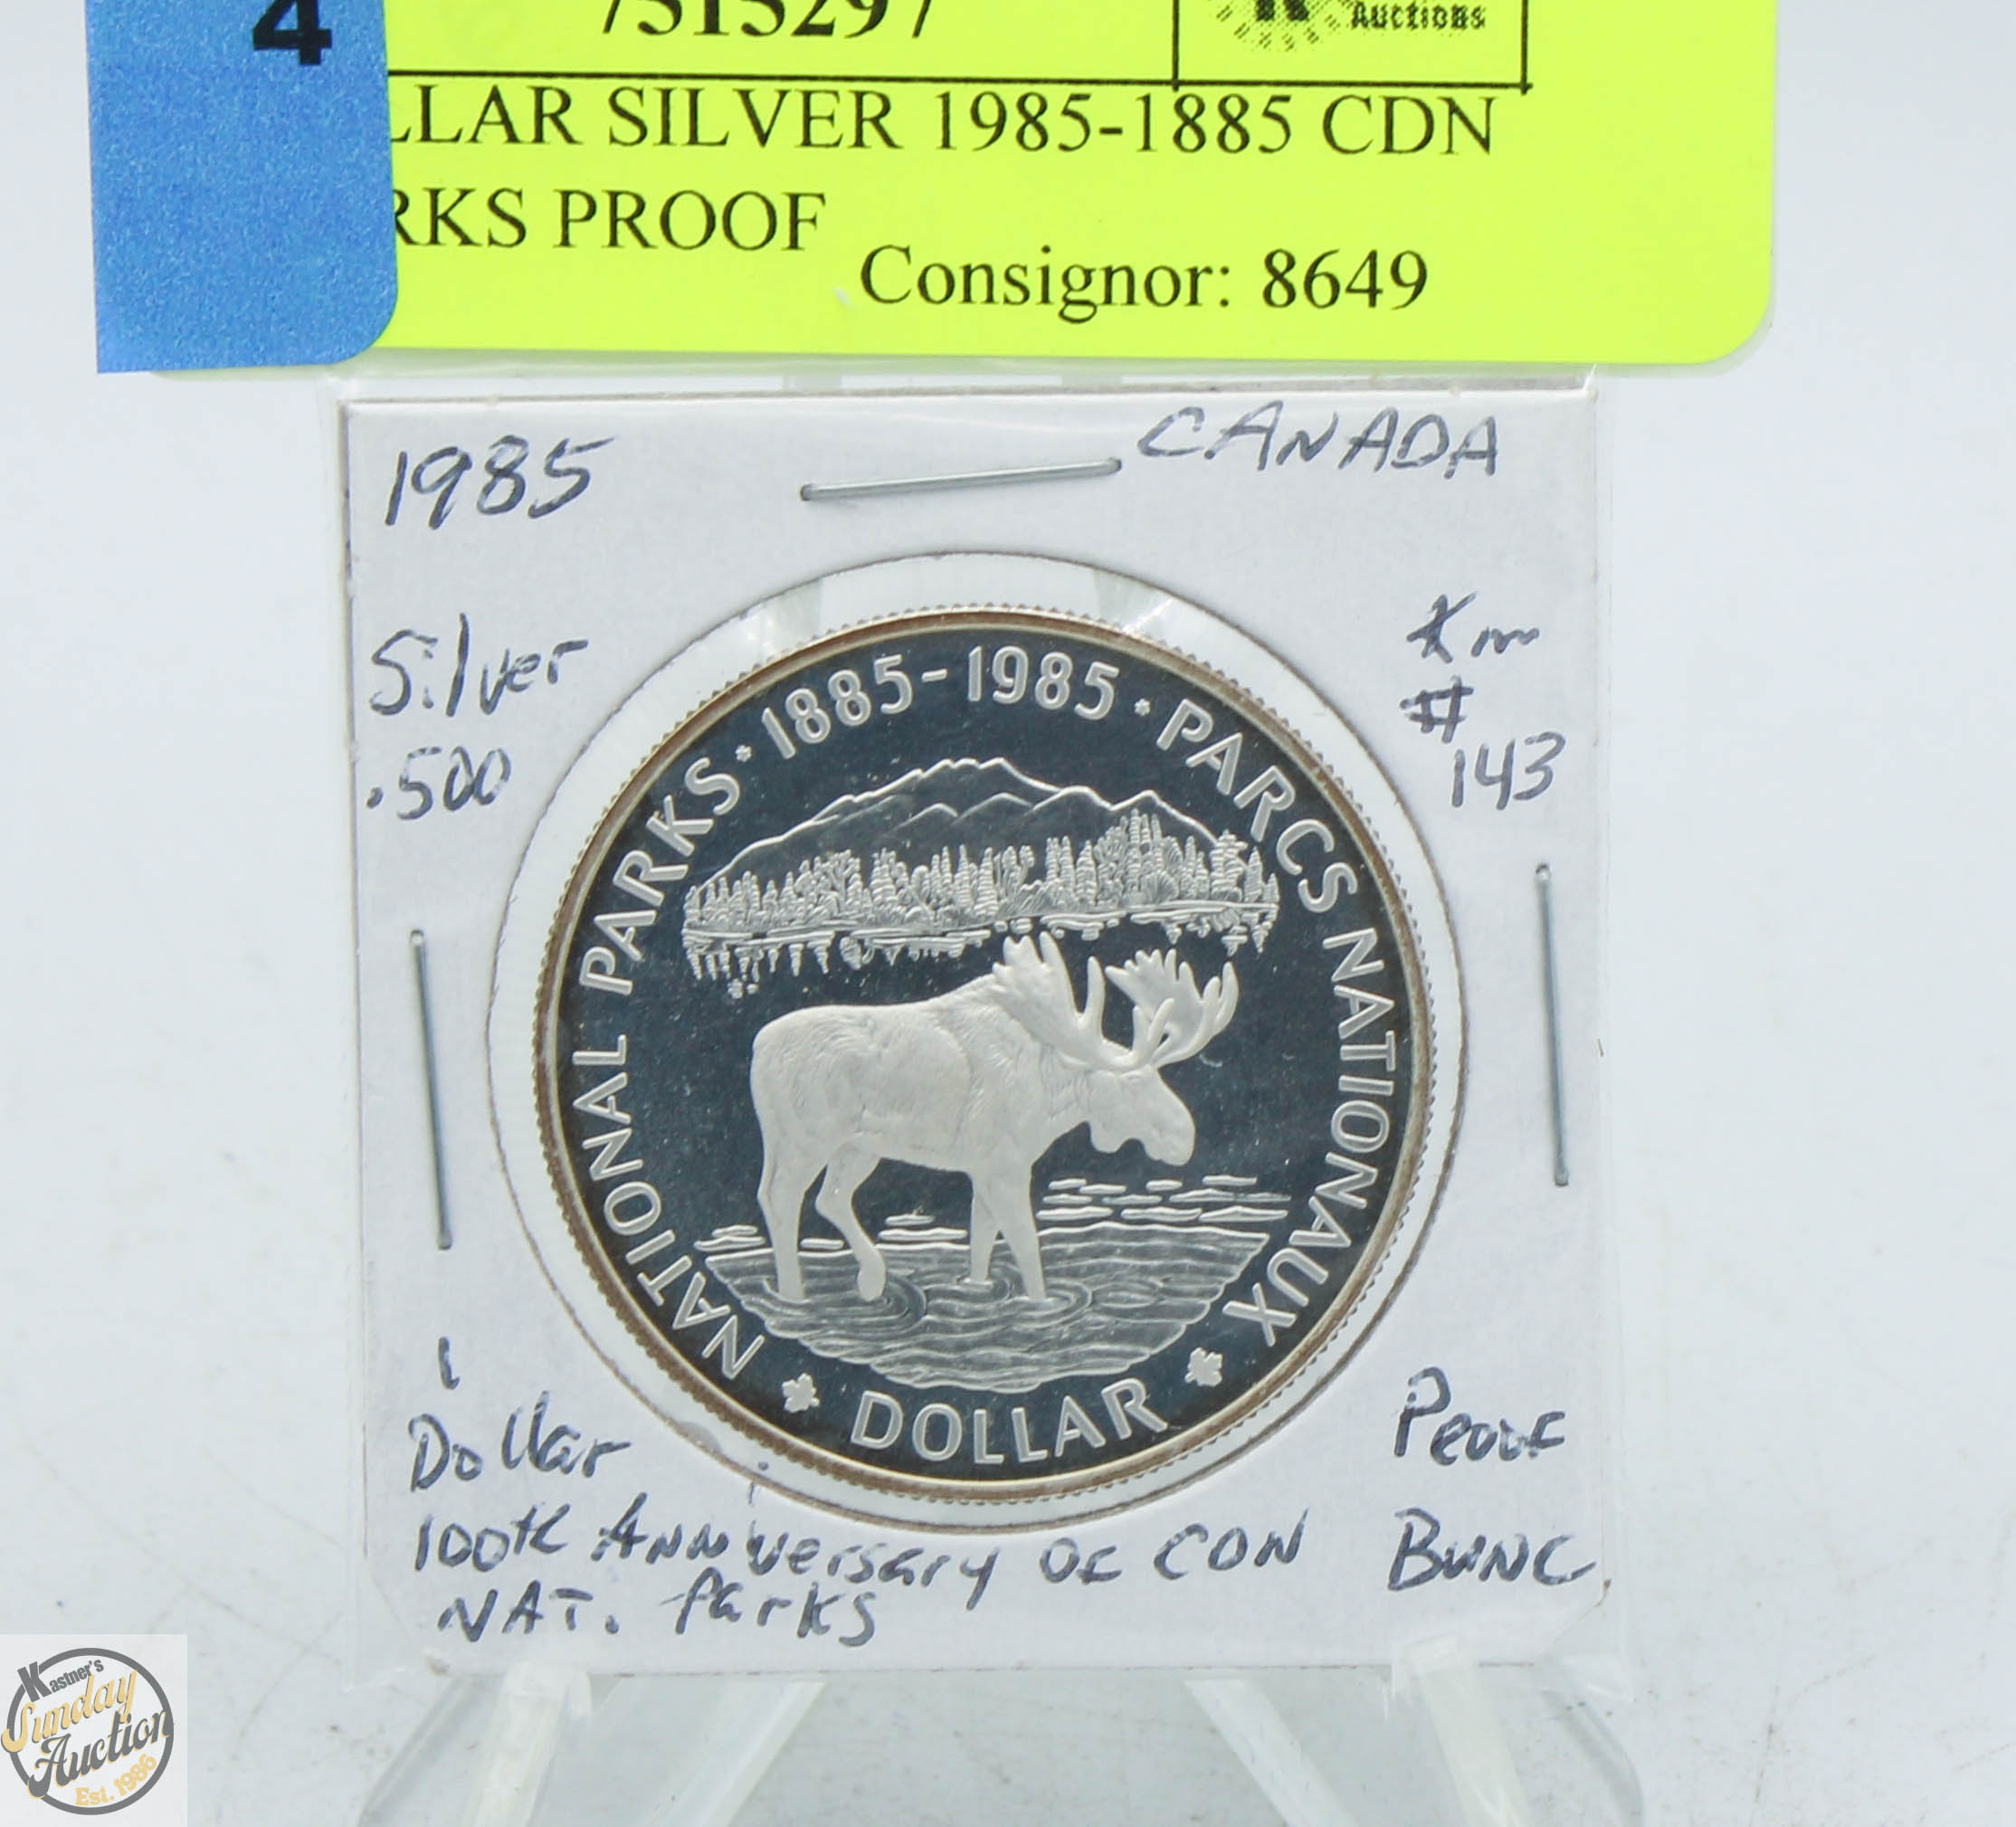 4
7515297
Auctions
LLAR SILVER 1985-1885 CDN
RKS PROOF
Consignor: 8649
1985
CANADA
Silver
.500
Km
#
143
NATIONAL PARKS · 1885-1985 · PARCS NATIONAUX
DOLLAR
1
Dollar
100th Anniversary of CDN
NAT. Parks
Proof
BUNC
Kastner's
Sunday
Auction
Est. 1986